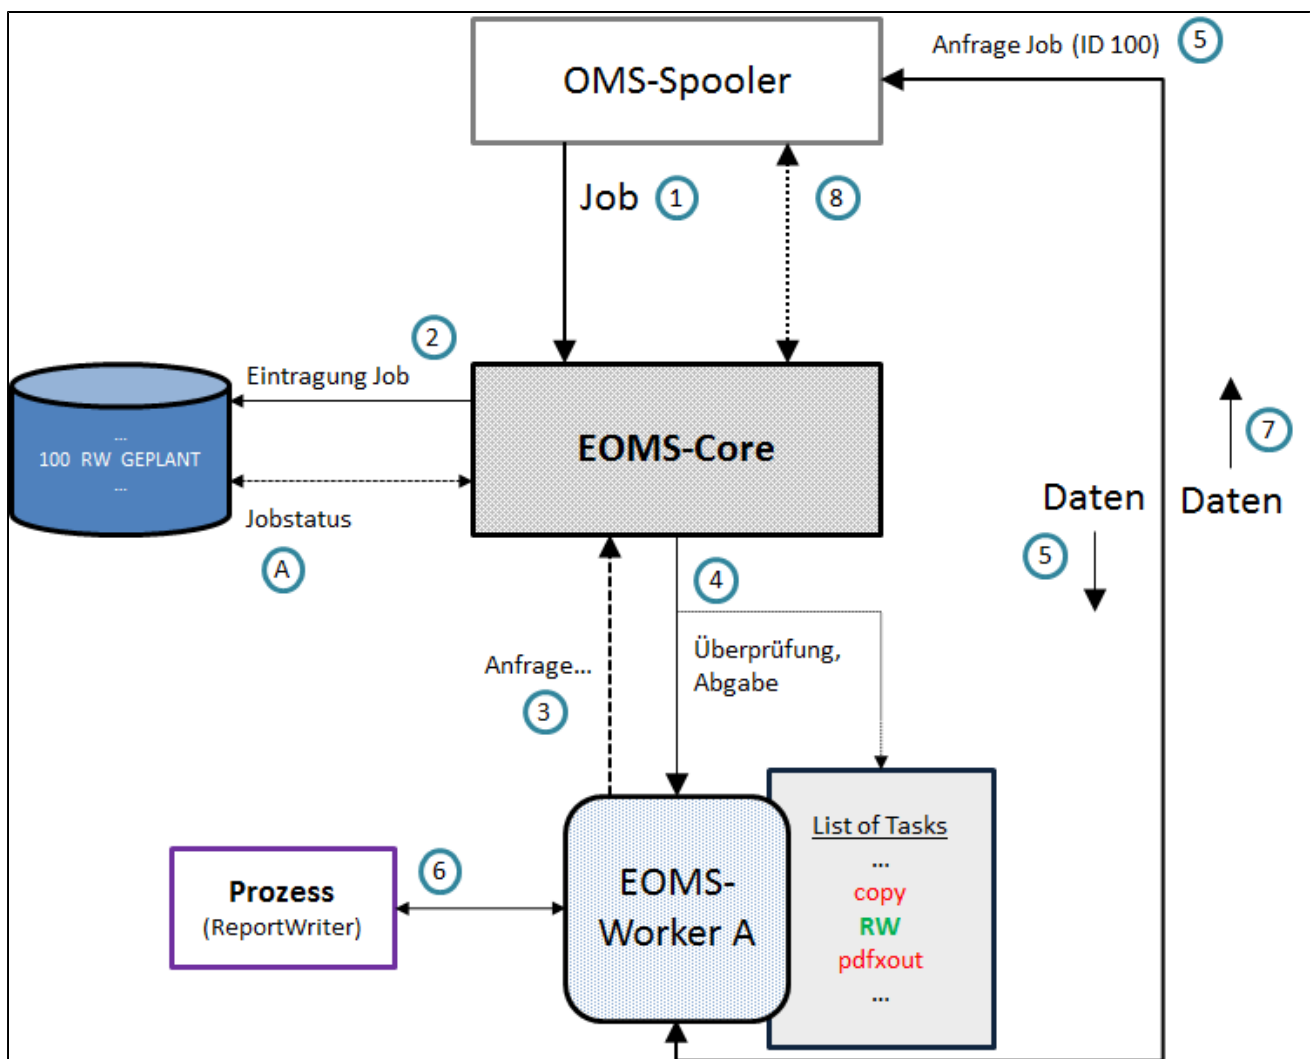 Anfrage Job (ID 100)
5
OMS-Spooler
Job
1
8
2
Eintragung Job
...
100 RW GEPLANT
...
EOMS-Core
Jobstatus
A
7
Daten
Daten
5
4
Überprüfung,
Abgabe
Anfrage...
3
List of Tasks
...
copy
RW
pdfxout
...
EOMS-
Worker A
6
Prozess
(ReportWriter)